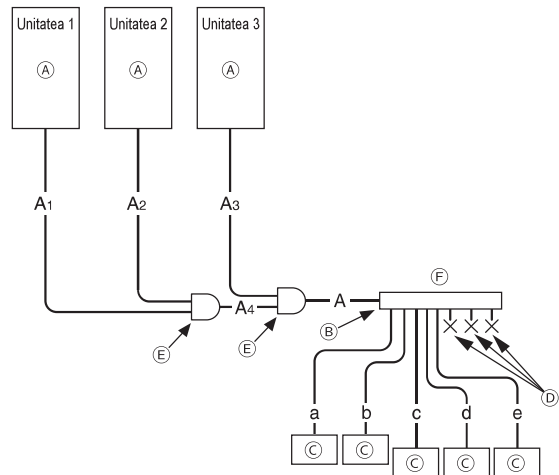 Unitatea 1 Unitatea 2 Unitatea 3
Ⓐ Ⓐ Ⓐ
A1 A2 A3
Ⓕ
A4 A
Ⓑ
Ⓔ Ⓔ
Ⓓ
a b c d e
Ⓒ Ⓒ Ⓒ Ⓒ Ⓒ